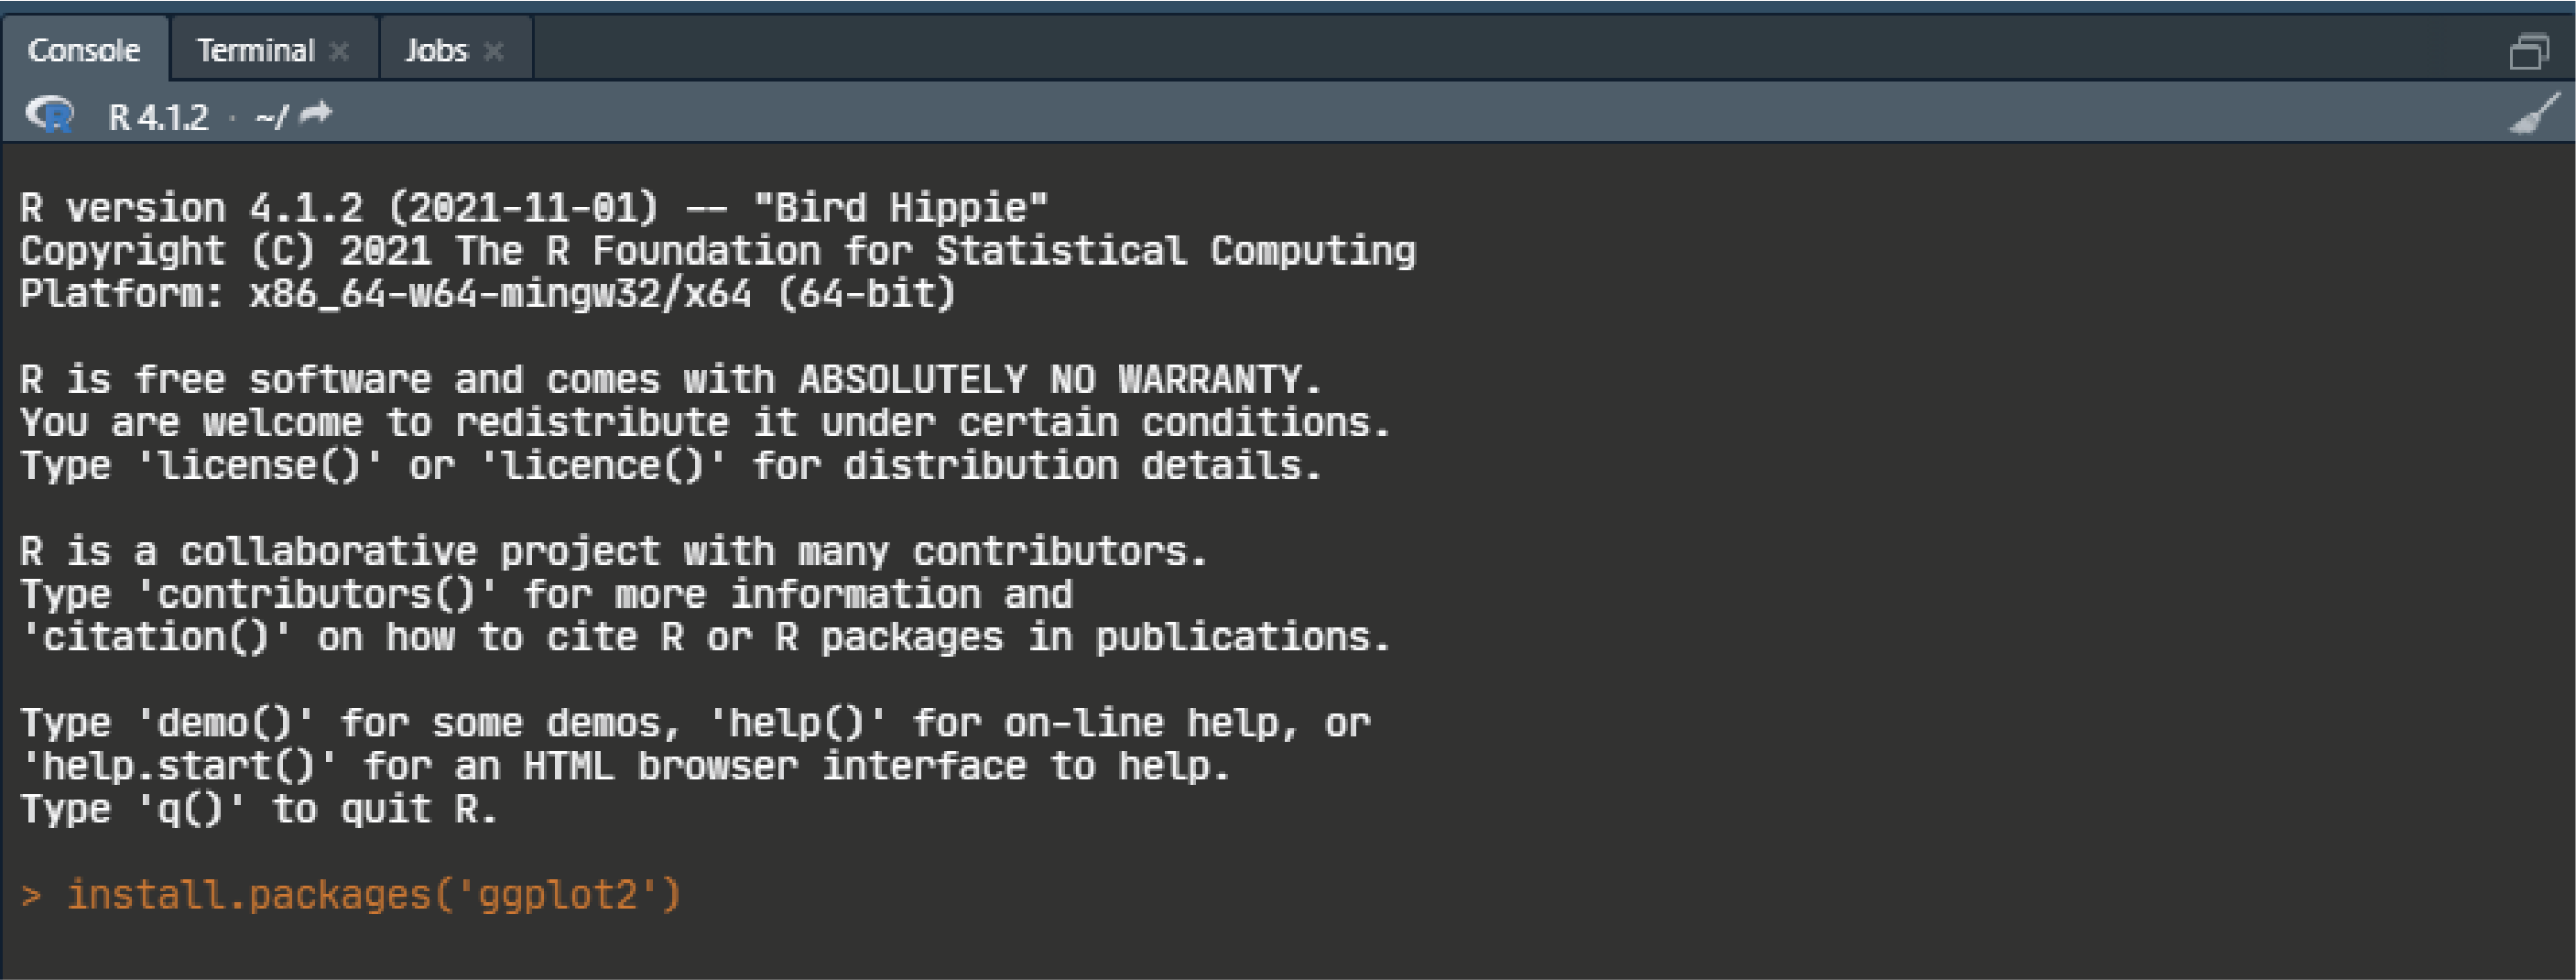 Console Terminal Jobs
R R 4.1.2 · ~/
R version 4.1.2 (2021-11-01) -- "Bird Hippie"
Copyright (C) 2021 The R Foundation for Statistical Computing
Platform: x86_64-w64-mingw32/x64 (64-bit)
R is free software and comes with ABSOLUTELY NO WARRANTY.
You are welcome to redistribute it under certain conditions.
Type 'license()' or 'licence()' for distribution details.
R is a collaborative project with many contributors.
Type 'contributors()' for more information and
'citation()' on how to cite R or R packages in publications.
Type 'demo()' for some demos, 'help()' for on-line help, or
'help.start()' for an HTML browser interface to help.
Type 'q()' to quit R.
> install.packages('ggplot2')